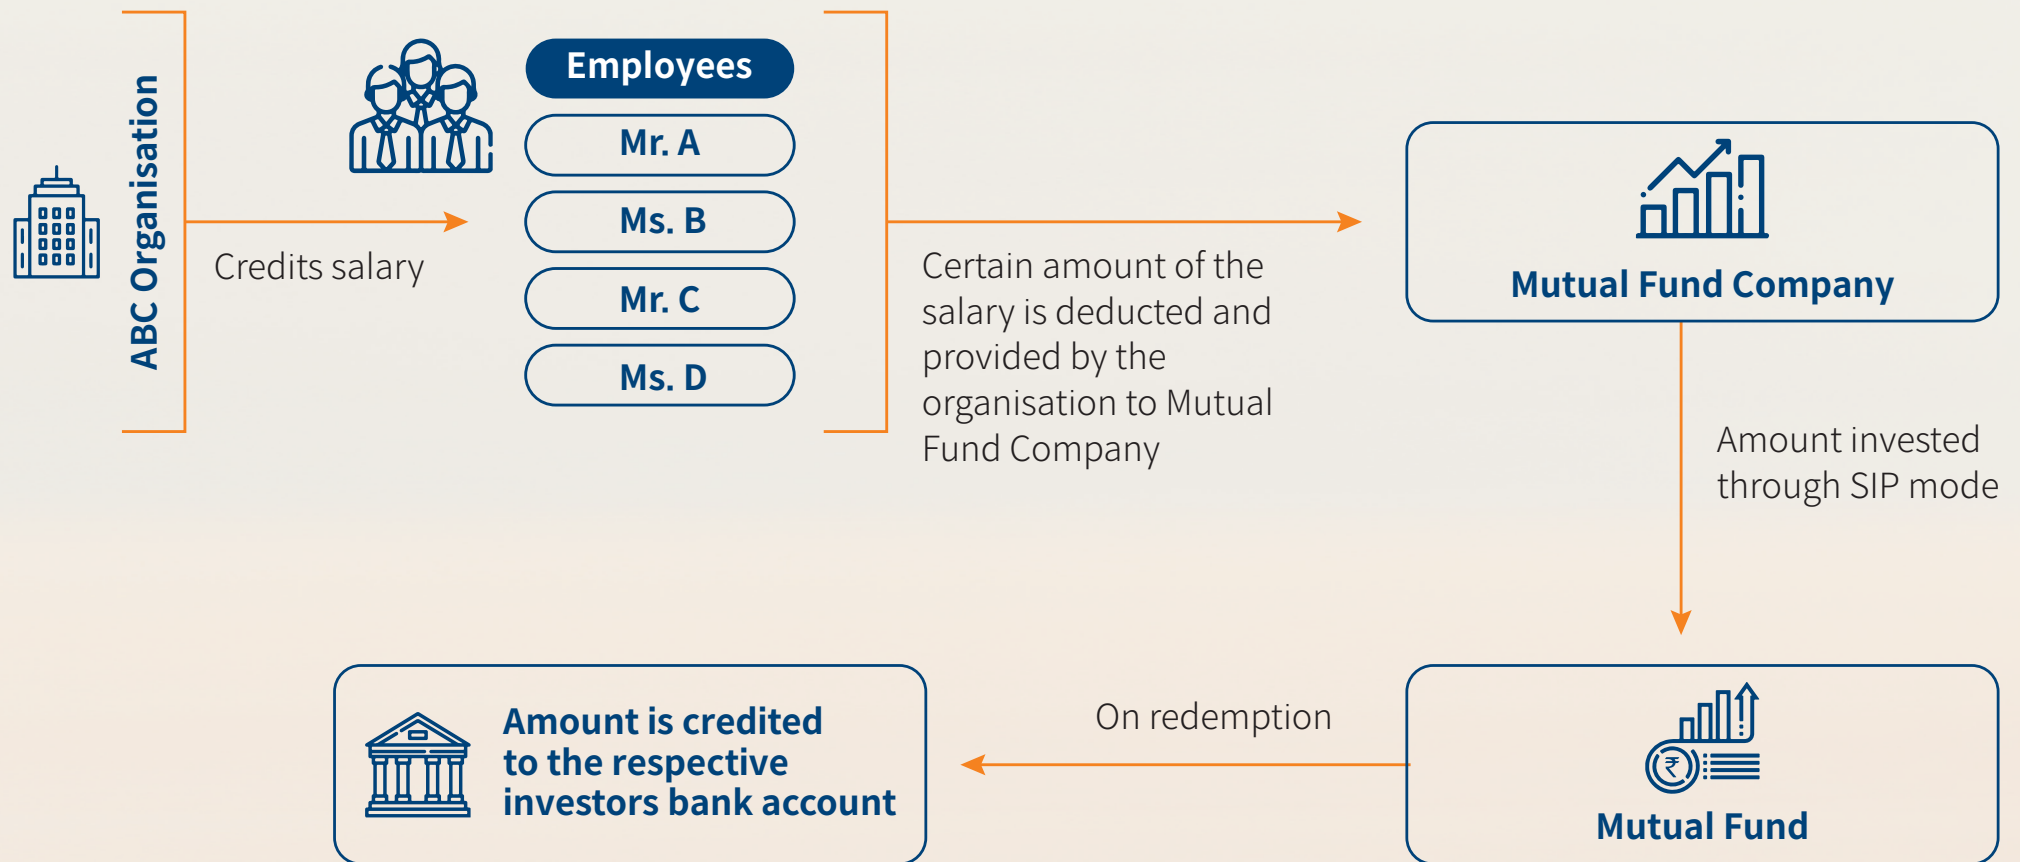 ABC Organisation
Credits salary
Employees
Mr. A
Ms. B
Mr. C
Ms. D
Certain amount of the
salary is deducted and
provided by the
organisation to Mutual
Fund Company
Mutual Fund Company
Amount invested
through SIP mode
₹
Mutual Fund
On redemption
Amount is credited
to the respective
investors bank account